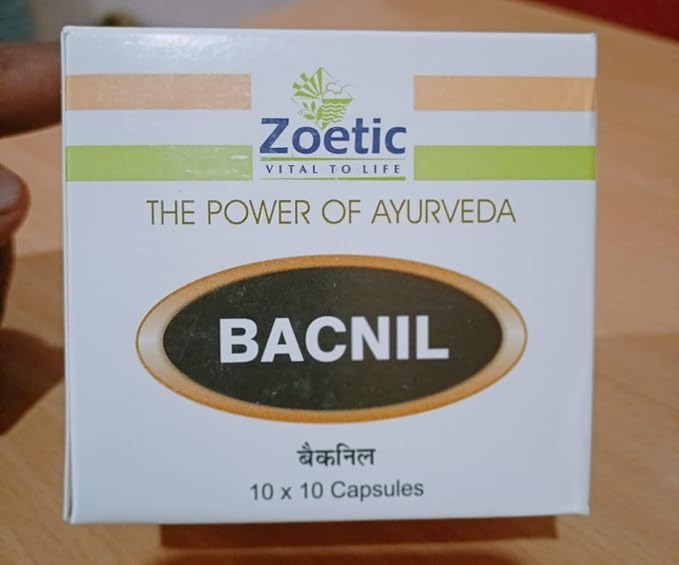 Zoetic
VITAL TO LIFE
THE POWER OF AYURVEDA
BACNIL
बैकनिल
10 x 10 Capsules